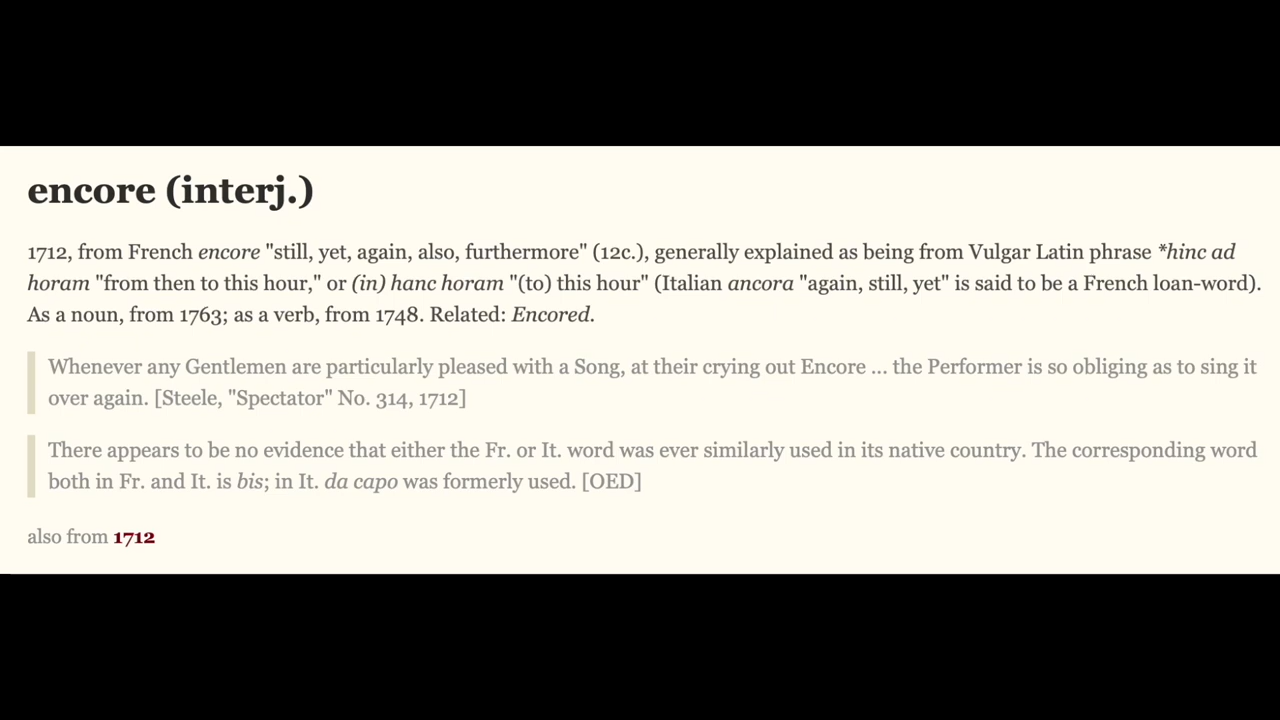 encore (interj.)
1712, from French encore "still, yet, again, also, furthermore" (12c.), generally explained as being from Vulgar Latin phrase *hinc ad
horam "from then to this hour," or (in) hanc horam "(to) this hour" (Italian ancora "again, still, yet" is said to be a French loan-word).
As a noun, from 1763; as a verb, from 1748. Related: Encored.
Whenever any Gentlemen are particularly pleased with a Song, at their crying out Encore ... the Performer is so obliging as to sing it
over again. [Steele, "Spectator" No. 314, 1712]
There appears to be no evidence that either the Fr. or It. word was ever similarly used in its native country. The corresponding word
both in Fr. and It. is bis; in It. da capo was formerly used. [OED]
also from 1712